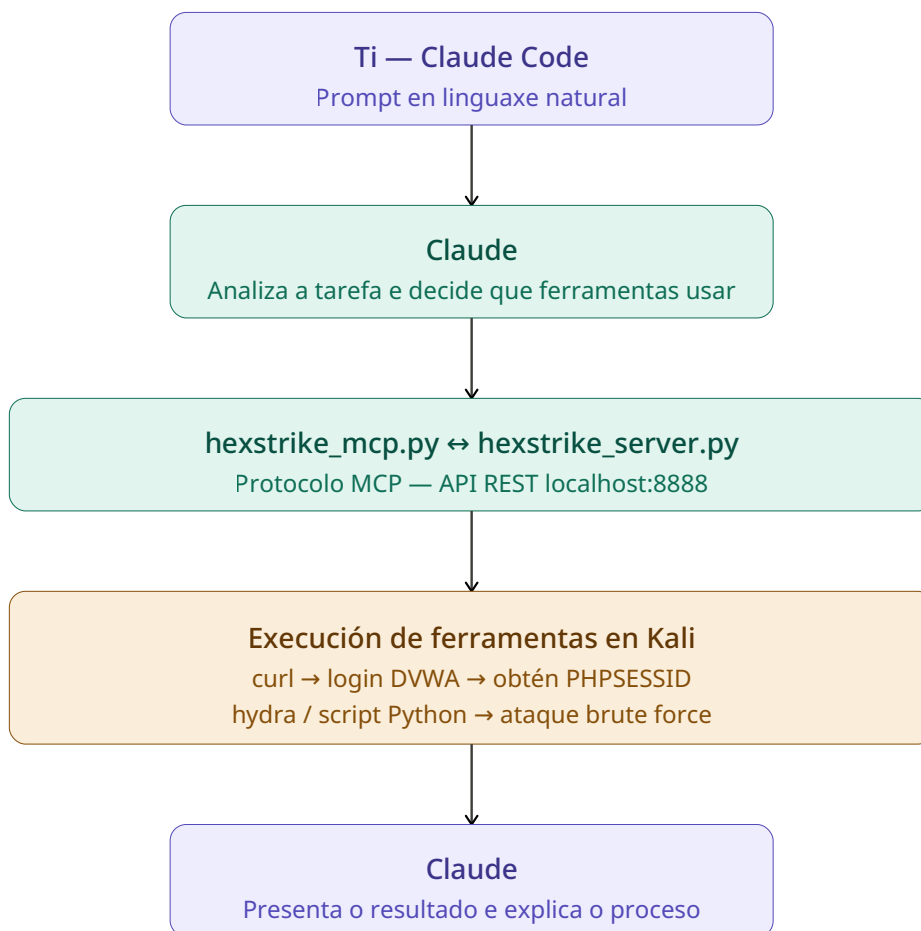 Ti — Claude Code
Prompt en linguaxe natural
Claude
Analiza a tarefa e decide que ferramentas usar
hexstrike_mcp.py ↔ hexstrike_server.py
Protocolo MCP — API REST localhost:8888
Execución de ferramentas en Kali
curl → login DVWA → obtén PHPSESSID
hydra / script Python → ataque brute force
Claude
Presenta o resultado e explica o proceso